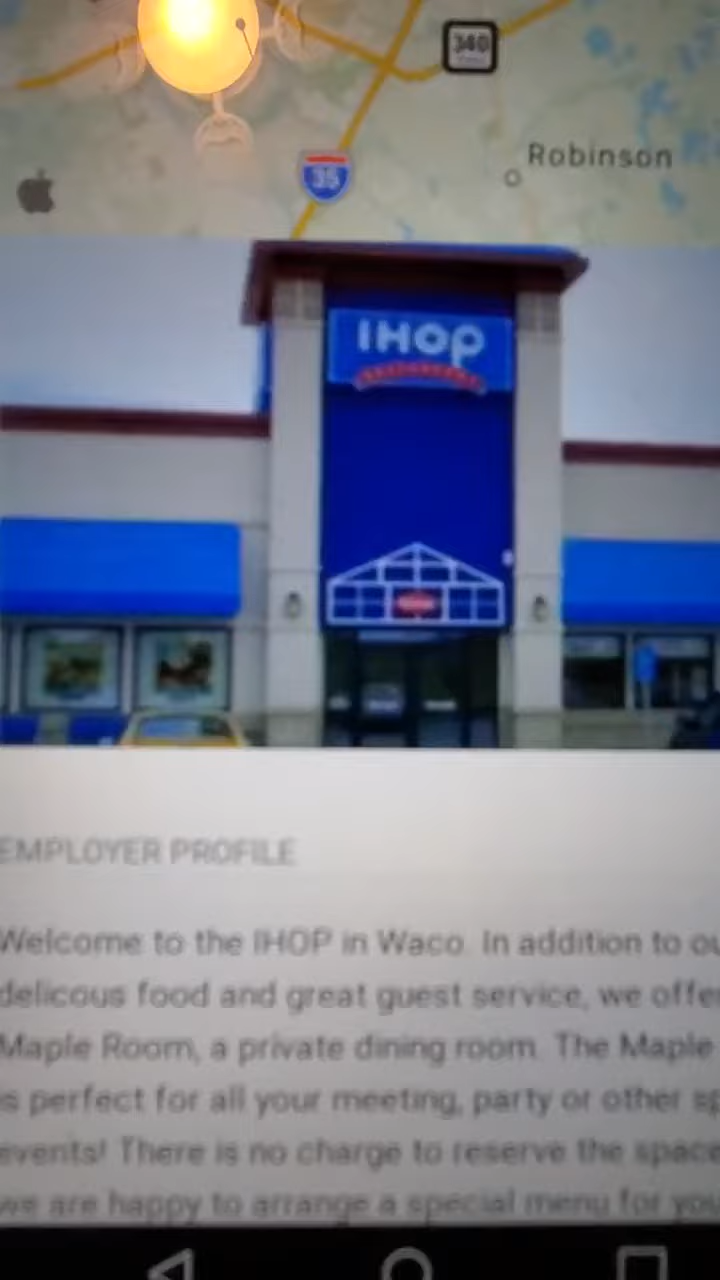 340
Robinson
35
IHOP
EMPLOYER PROFILE
Welcome to the IHOP in Waco. In addition to ou
delicous food and great guest service, we offe
Maple Room, a private dining room. The Maple
is perfect for all your meeting, party or other sp
events! There is no charge to reserve the space
we are happy to arrange a special menu for you